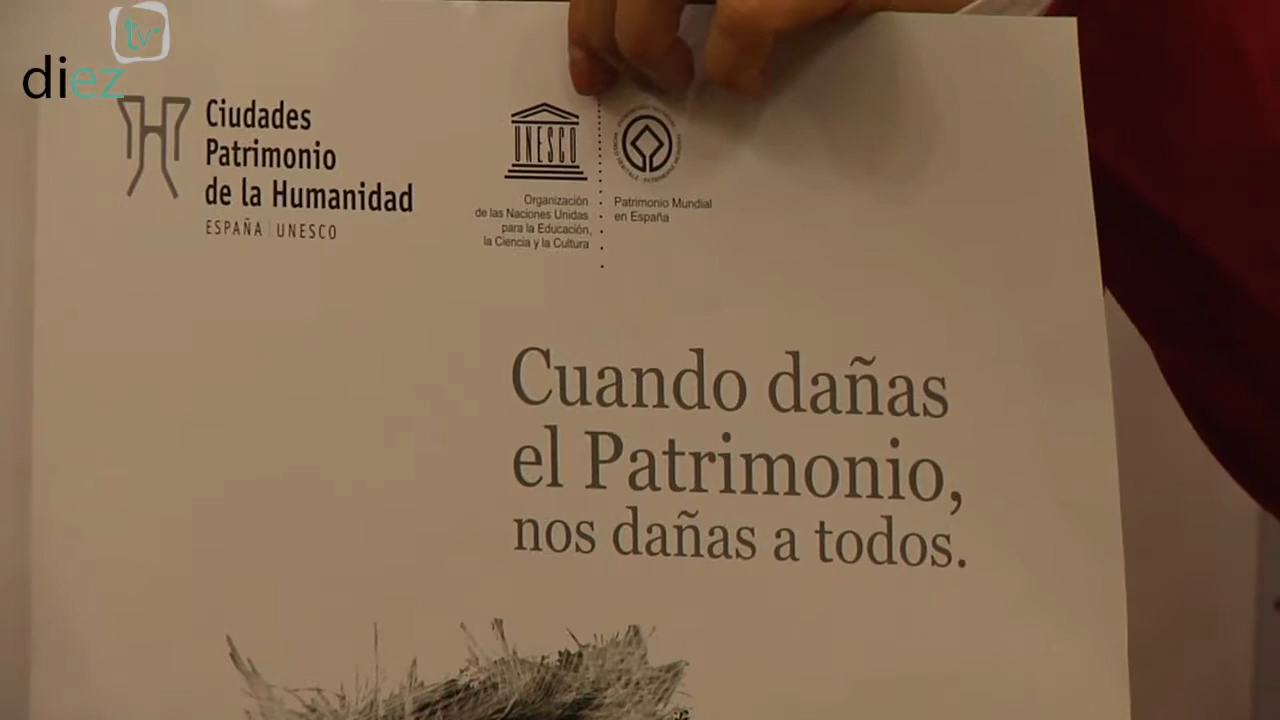 tv
diez
Ciudades
Patrimonio
de la Humanidad
ESPAÑA | UNESCO
UNESCO
Organización
de las Naciones Unidas
para la Educación,
la Ciencia y la Cultura
Patrimonio Mundial
en España
Cuando dañas
el Patrimonio,
nos dañas a todos.